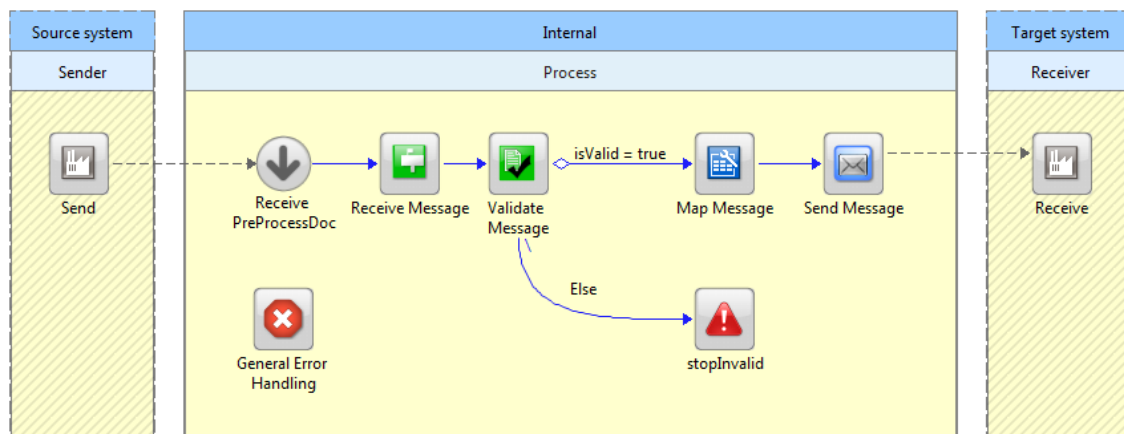 Source system
Internal
Target system
Sender
Process
Receiver
isValid = true
Send
Receive
PreProcessDoc
Receive Message
Validate
Message
Map Message
Send Message
Receive
Else
General Error
Handling
stopInvalid